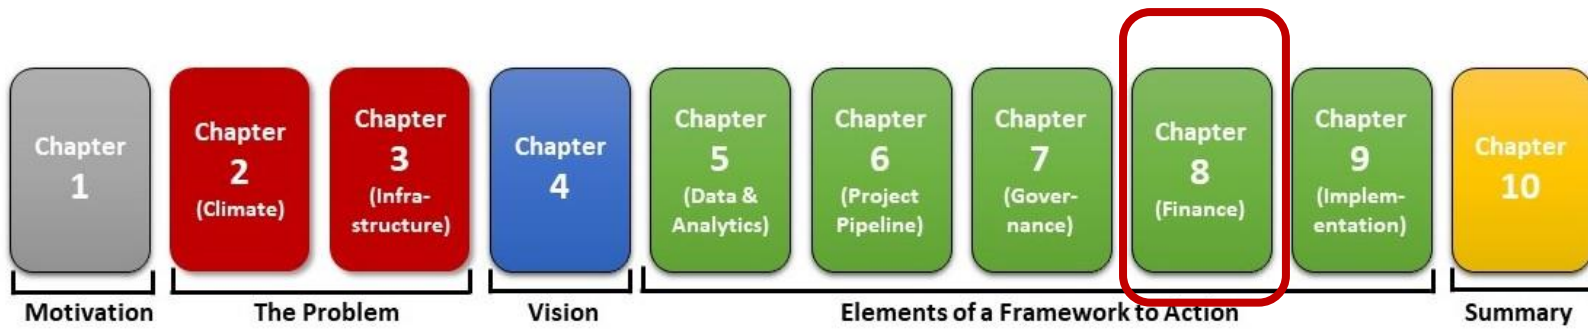 Chapter
1
Chapter
2
(Climate)
Chapter
3
(Infra-
structure)
Chapter
4
Chapter
5
(Data &
Analytics)
Chapter
6
(Project
Pipeline)
Chapter
7
(Gover-
nance)
Chapter
8
(Finance)
Chapter
9
(Implem-
entation)
Chapter
10
Motivation
The Problem
Vision
Elements of a Framework to Action
Summary